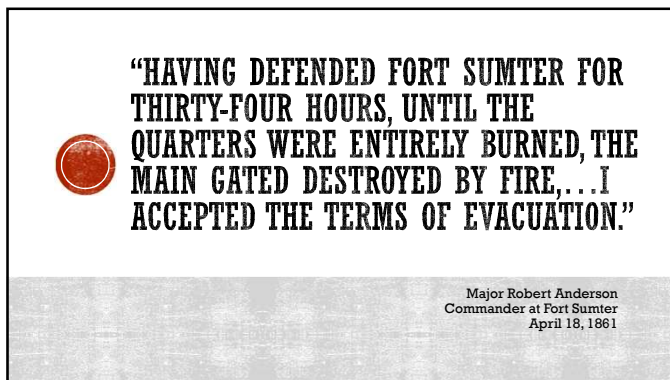 “HAVING DEFENDED FORT SUMTER FOR
THIRTY-FOUR HOURS, UNTIL THE
QUARTERS WERE ENTIRELY BURNED, THE
MAIN GATED DESTROYED BY FIRE,…I
ACCEPTED THE TERMS OF EVACUATION.”
Major Robert Anderson
Commander at Fort Sumter
April 18, 1861